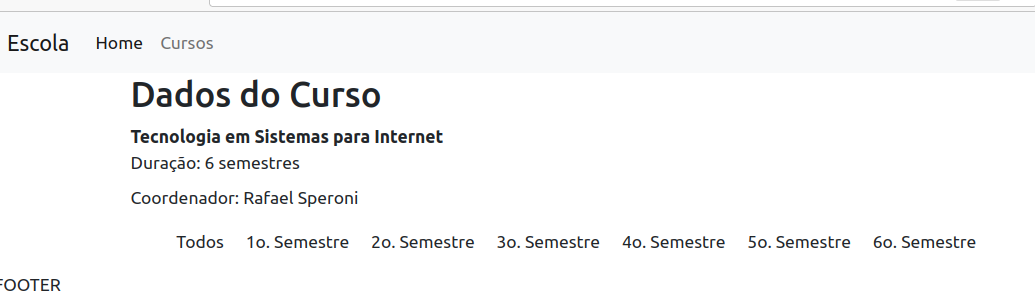 Escola Home Cursos
Dados do Curso
Tecnologia em Sistemas para Internet
Duração: 6 semestres
Coordenador: Rafael Speroni
Todos 1o. Semestre 2o. Semestre 3o. Semestre 4o. Semestre 5o. Semestre 6o. Semestre
FOOTER